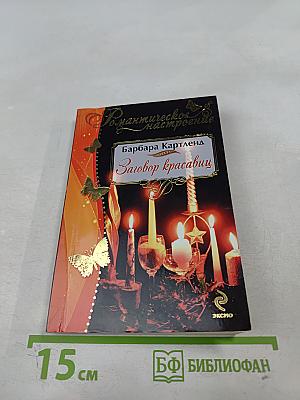 Романтическое
настроение
Барбара Картленд
Заговор красавиц
ЭКСМО
15 см
БФ БИБЛИОФАН